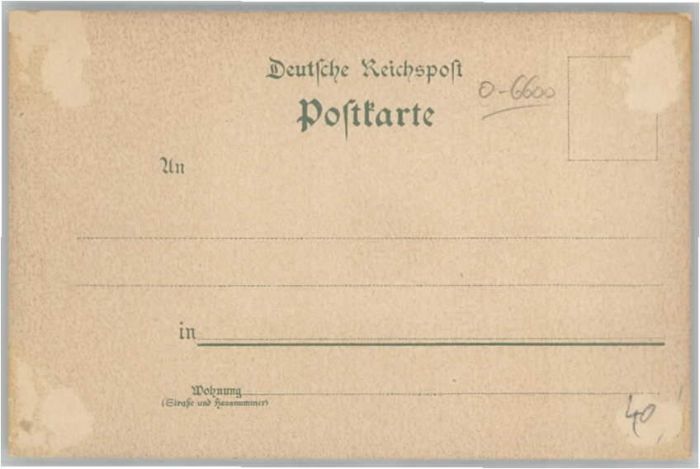 Deutsche Reichspost
0-6600
Postkarte
An
in
Wohnung
(Straße und Hausnummer)
40,